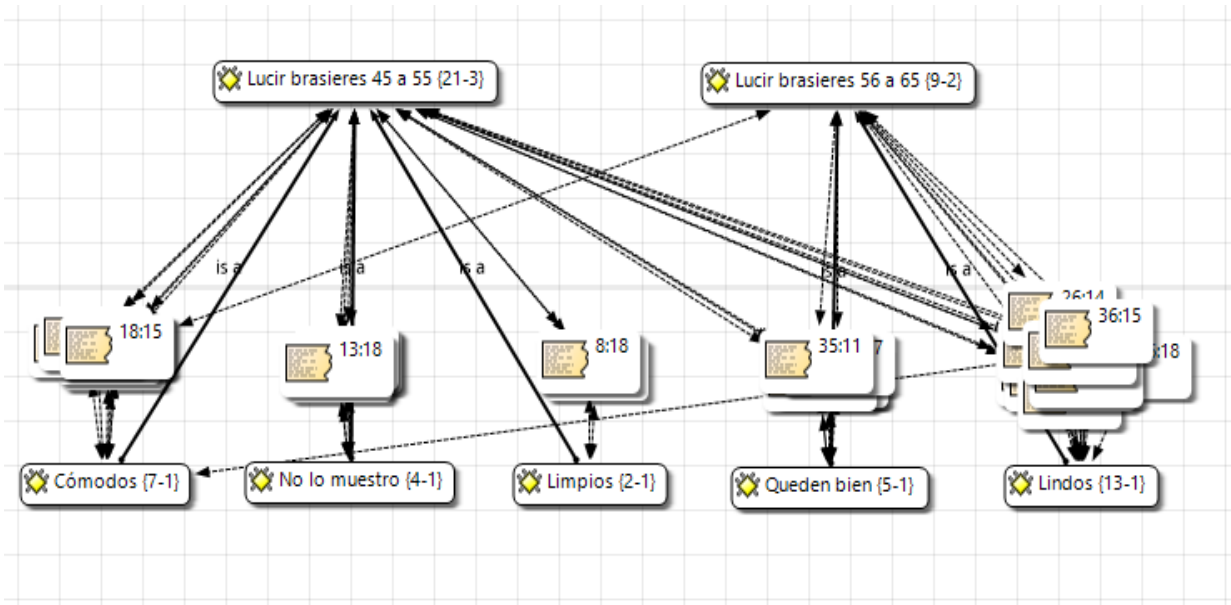 Lucir brasieres 45 a 55 {21-3}
Lucir brasieres 56 a 65 {9-2}
is a
is a
is a
is a
is a
26:14
36:15
18:15
13:18
8:18
35:11
7
:18
Cómodos {7-1}
No lo muestro {4-1}
Limpios {2-1}
Queden bien {5-1}
Lindos {13-1}